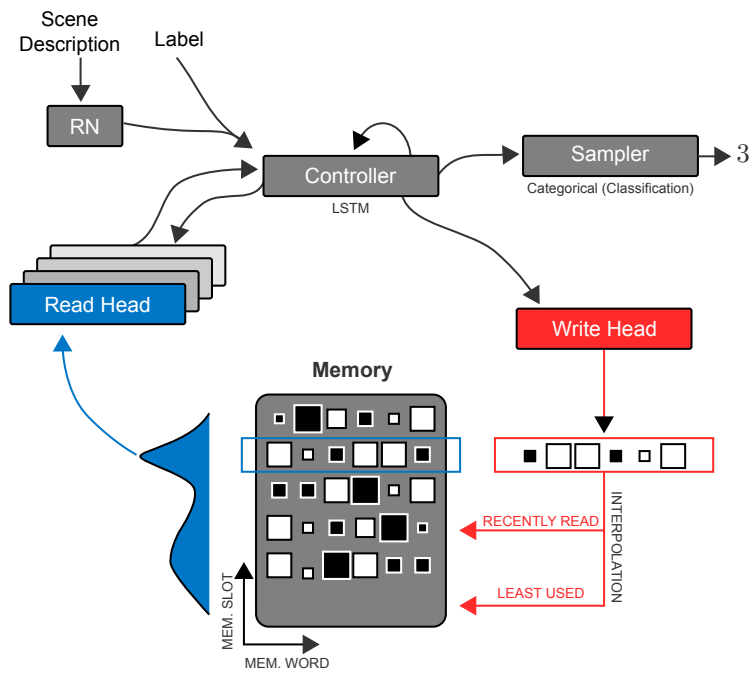 Scene
Description
Label
RN
Controller
LSTM
Sampler
3
Categorical (Classification)
Read Head
Write Head
Memory
INTERPOLATION
RECENTLY READ
LEAST USED
MEM. SLOT
MEM. WORD